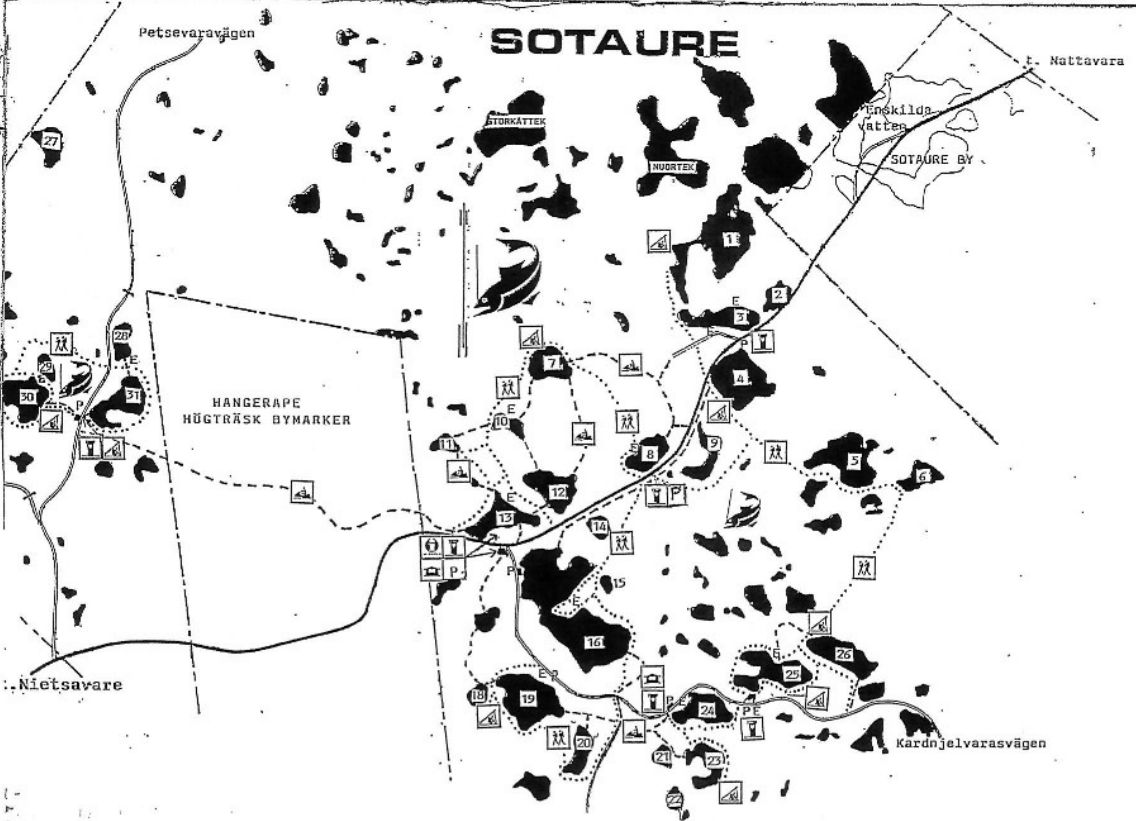 SOTAURE
Petsevaravägen
t. Nattavara
Enskilda
vatten
SOTAURE BY
STORKÄTTEK
NUORTEK
27
1
2
E
3
E
P
28
E
29
30
31
P
HANGERAPE
HÖGTRÄSK BYMARKER
7
4
E
10
11
8
E
9
5
6
12
E
13
P
14
P
P
15
E
16
26
E
25
Nietsavare
18
E P
19
P E
24
P E
20
21
23
22
Kardnjelvarasvägen